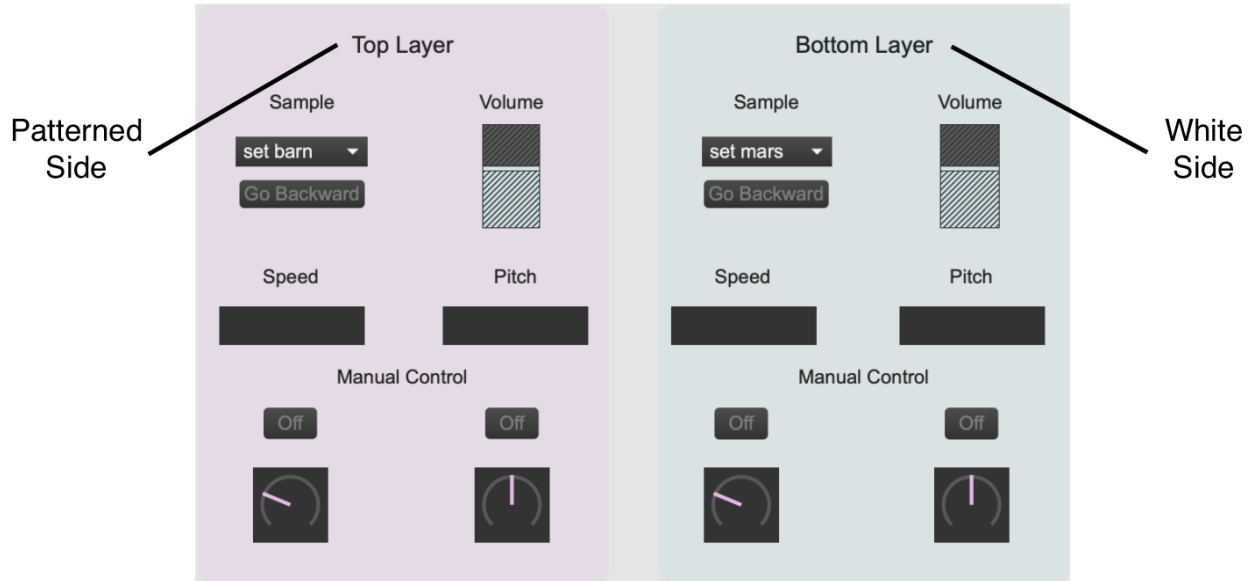 Top Layer
Bottom Layer
Patterned
Side
White
Side
Sample
Volume
Sample
Volume
set barn
set mars
Go Backward
Go Backward
Speed
Pitch
Speed
Pitch
Manual Control
Manual Control
Off
Off
Off
Off